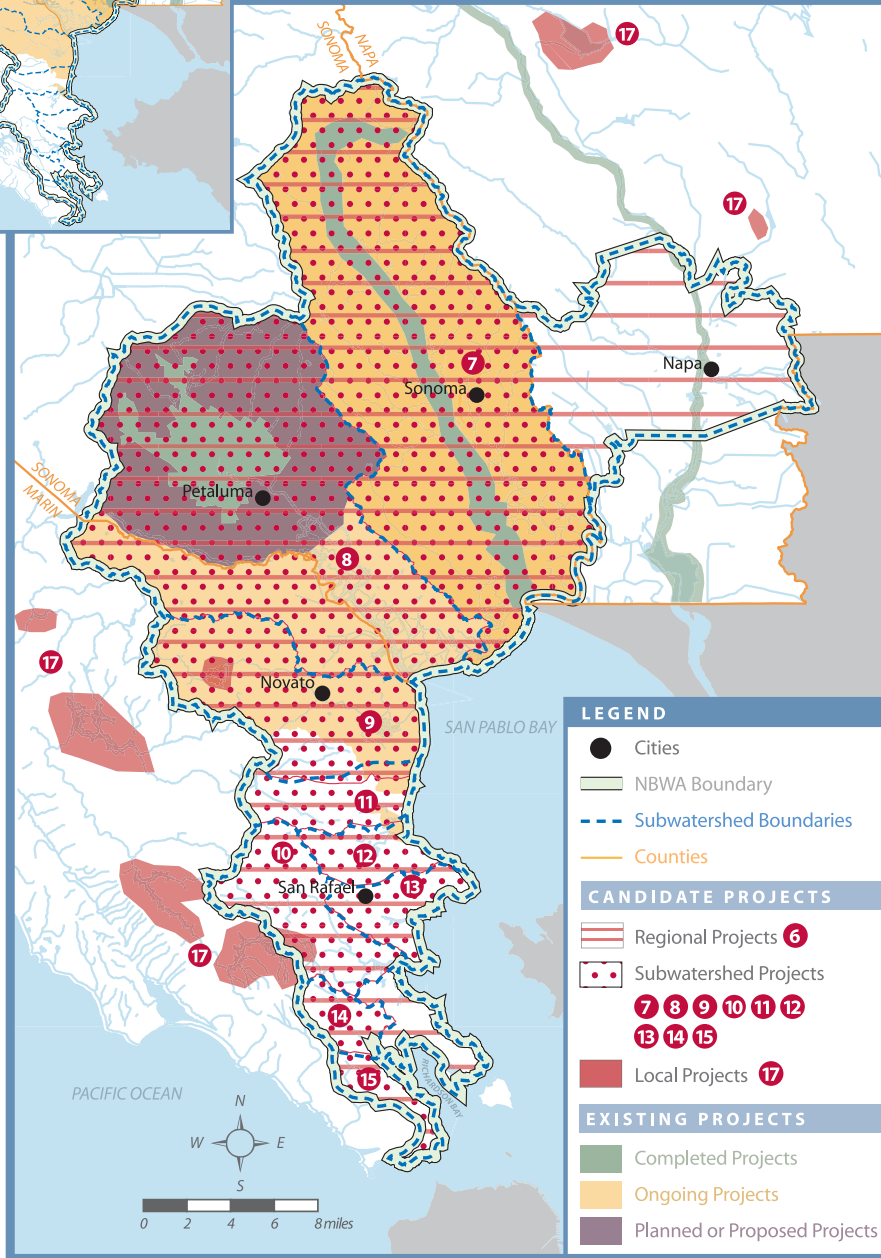 SONOMA
NAPA
17
17
7
Napa
Sonoma
SONOMA
MARIN
Petaluma
8
17
Novato
9
SAN PABLO BAY
11
10
12
San Rafael
13
17
14
15
RICHARDSON BAY
PACIFIC OCEAN
N
W E
S
0 2 4 6 8 miles
LEGEND
Cities
NBWA Boundary
Subwatershed Boundaries
Counties
CANDIDATE PROJECTS
Regional Projects 6
Subwatershed Projects
7 8 9 10 11 12
13 14 15
Local Projects 17
EXISTING PROJECTS
Completed Projects
Ongoing Projects
Planned or Proposed Projects